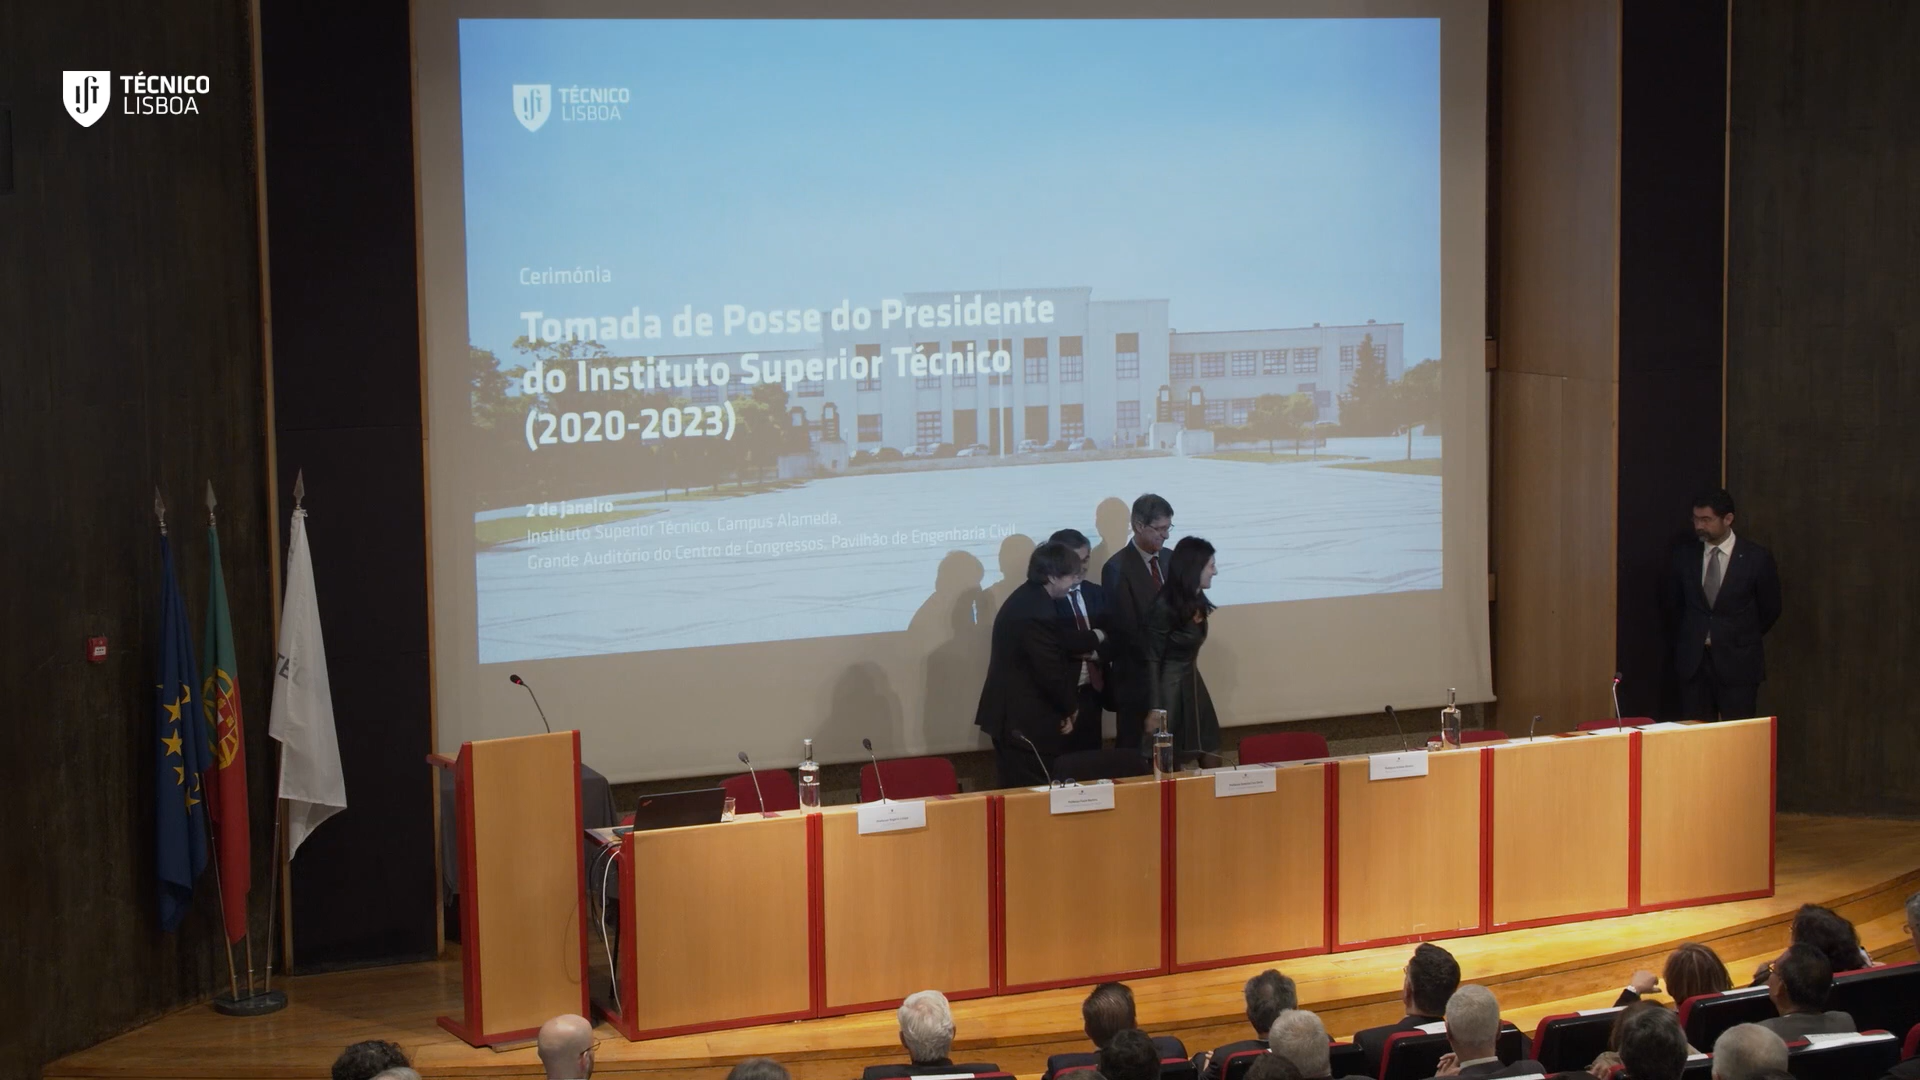 TÉCNICO
LISBOA
TÉCNICO
LISBOA
Cerimónia
Tomada de Posse do Presidente
do Instituto Superior Técnico
(2020-2023)
2 de janeiro
Instituto Superior Técnico, Campus Alameda,
Grande Auditório do Centro de Congressos, Pavilhão de Engenharia Civil